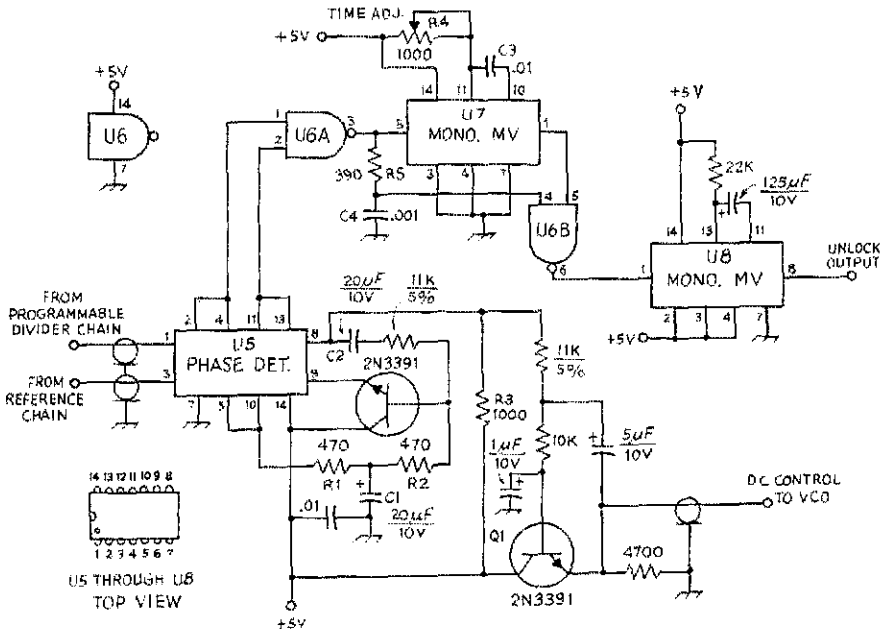 TIME ADJ.
+5V
R4
1000
C3
.01
14
11
10
+5V
14
U6
7
1
2
U6A
3
5
U7
MONO. MV
1
3
4
7
390
R5
C4
.001
4
5
U6B
6
+5V
22K
125µF
10V
14
13
11
1
U8
MONO. MV
8
UNLOCK
OUTPUT
+5V
2
3
4
7
FROM
PROGRAMMABLE
DIVIDER CHAIN
FROM
REFERENCE
CHAIN
2
4
11
13
1
U5
PHASE DET.
8
3
9
7
5
10
14
20µF
10V
C2
11K
5%
2N3391
470
R1
470
R2
C1
20µF
10V
.01
+5V
R3
1000
11K
5%
10K
1µF
10V
5µF
10V
Q1
2N3391
4700
DC CONTROL
TO VCO
14 13 12 11 10 9 8
1 2 3 4 5 6 7
U5 THROUGH U8
TOP VIEW